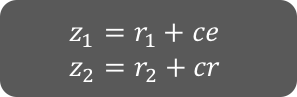 z₁ = r₁ + ce
z₂ = r₂ + cr